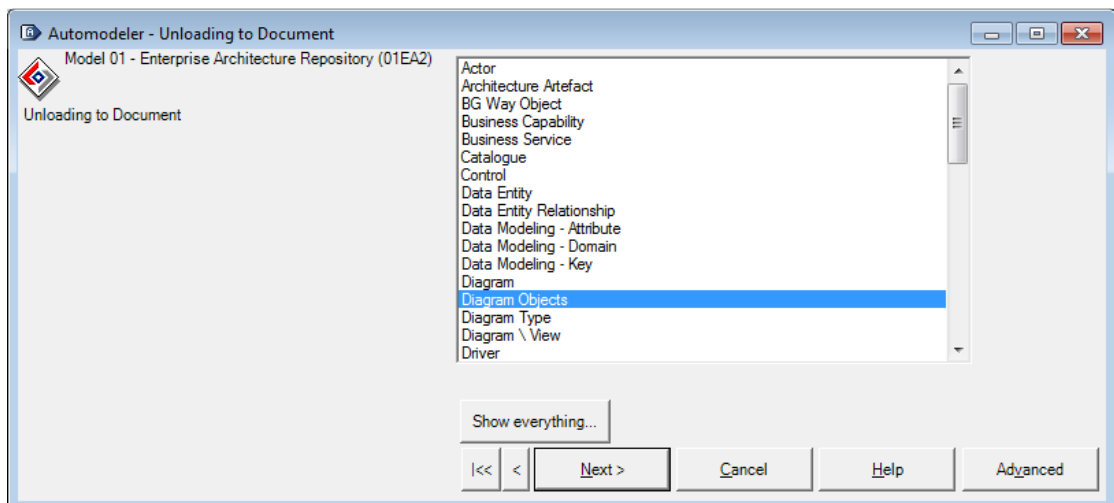 Automodeler - Unloading to Document
Model 01 - Enterprise Architecture Repository (01EA2)
Unloading to Document
Actor
Architecture Artefact
BG Way Object
Business Capability
Business Service
Catalogue
Control
Data Entity
Data Entity Relationship
Data Modeling - Attribute
Data Modeling - Domain
Data Modeling - Key
Diagram
Diagram Objects
Diagram Type
Diagram \ View
Driver
Show everything...
|<< < Next > Cancel Help Advanced